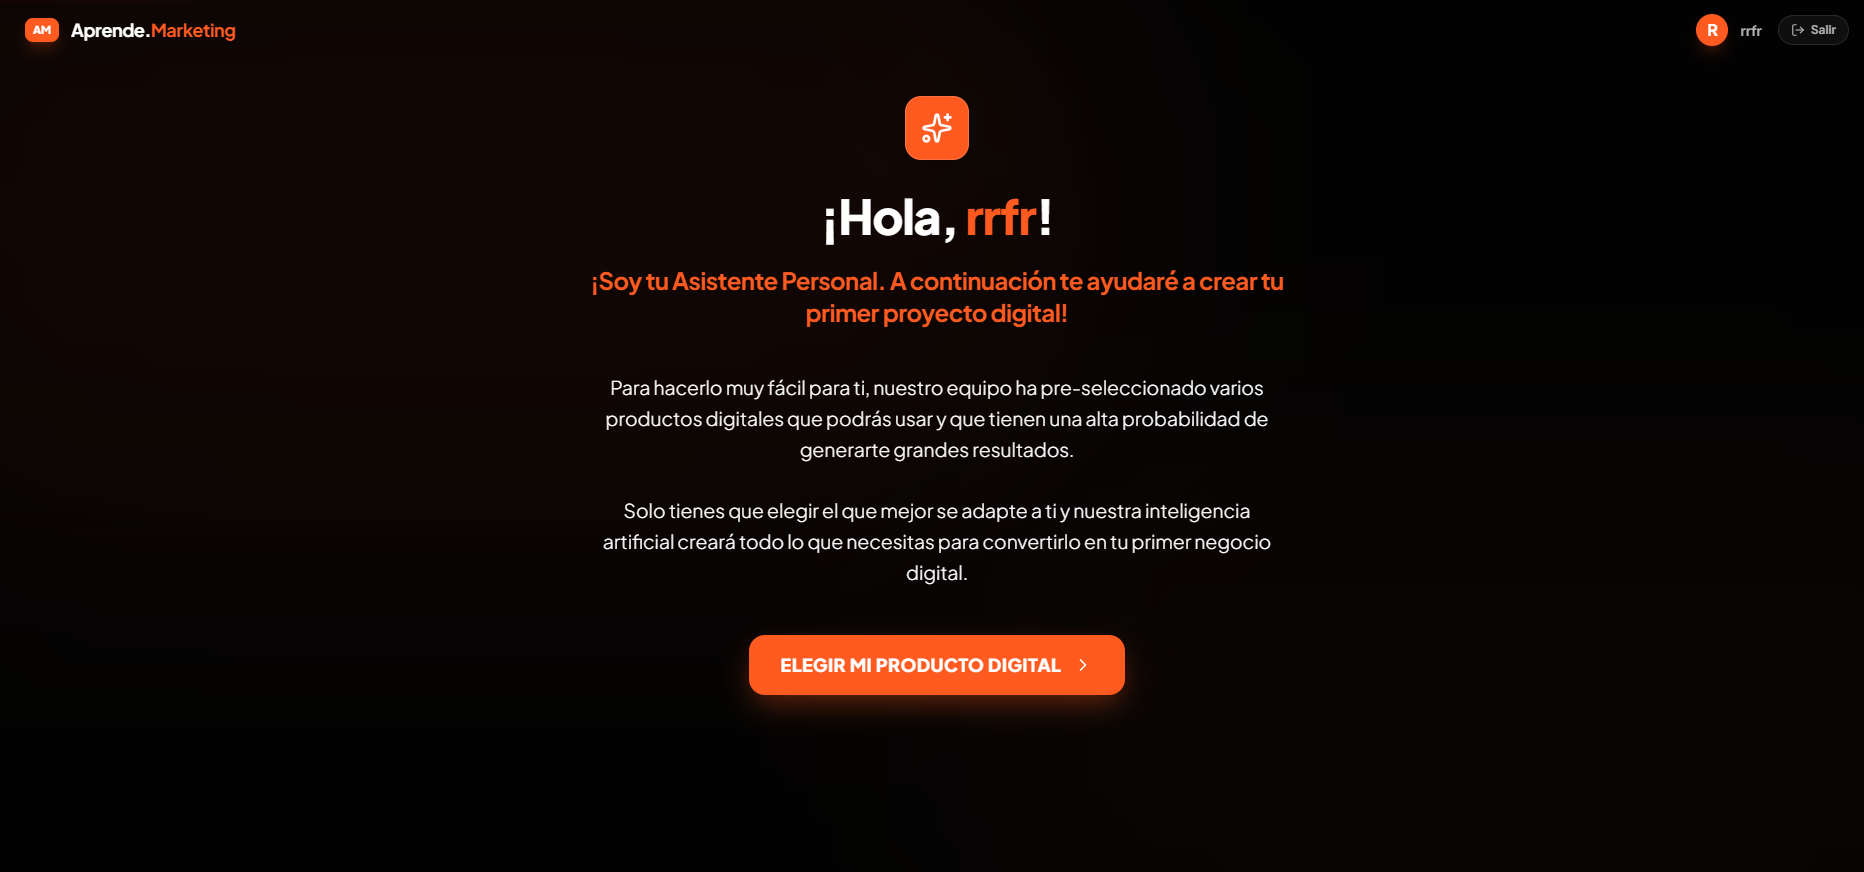 AM Aprende.Marketing
R rrfr Salir
¡Hola, rrfr!
¡Soy tu Asistente Personal. A continuación te ayudaré a crear tu
primer proyecto digital!
Para hacerlo muy fácil para ti, nuestro equipo ha pre-seleccionado varios
productos digitales que podrás usar y que tienen una alta probabilidad de
generarte grandes resultados.
Solo tienes que elegir el que mejor se adapte a ti y nuestra inteligencia
artificial creará todo lo que necesitas para convertirlo en tu primer negocio
digital.
ELEGIR MI PRODUCTO DIGITAL